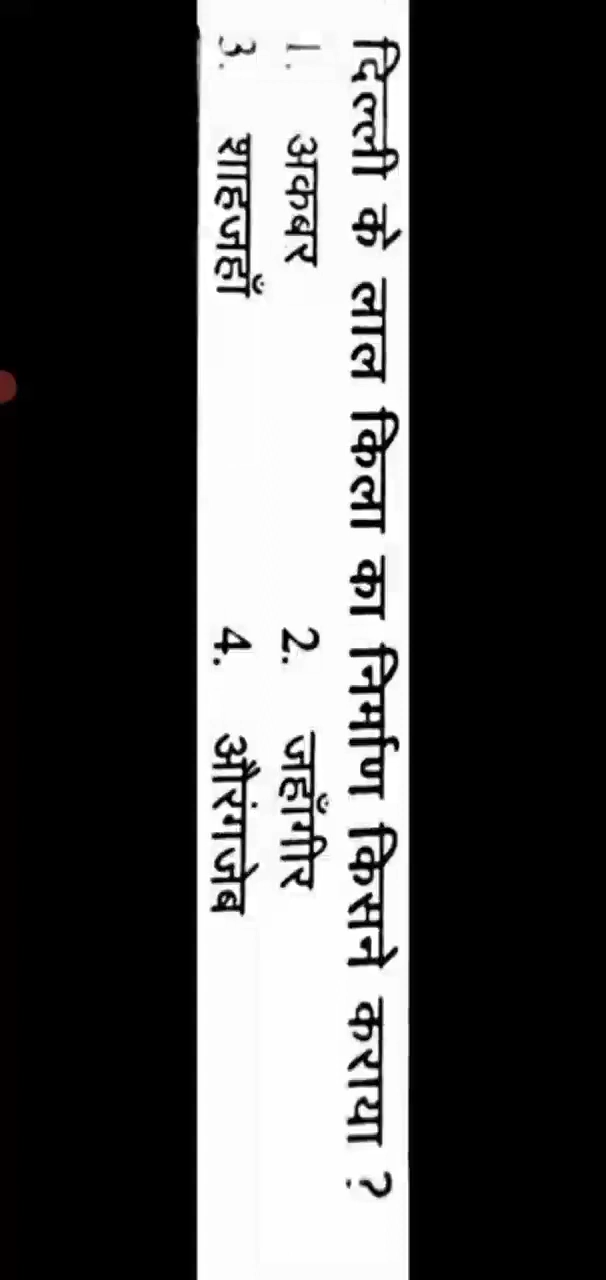 दिल्ली के लाल किला का निर्माण किसने कराया ?
1. अकबर 2. जहाँगीर
3. शाहजहाँ 4. औरंगजेब